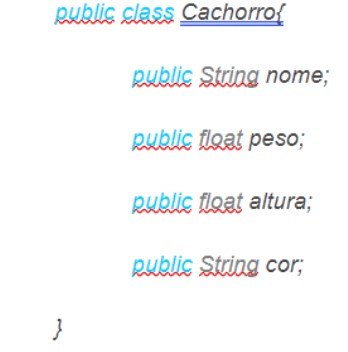 public class Cachorro{
public String nome;
public float peso;
public float altura;
public String cor;
}